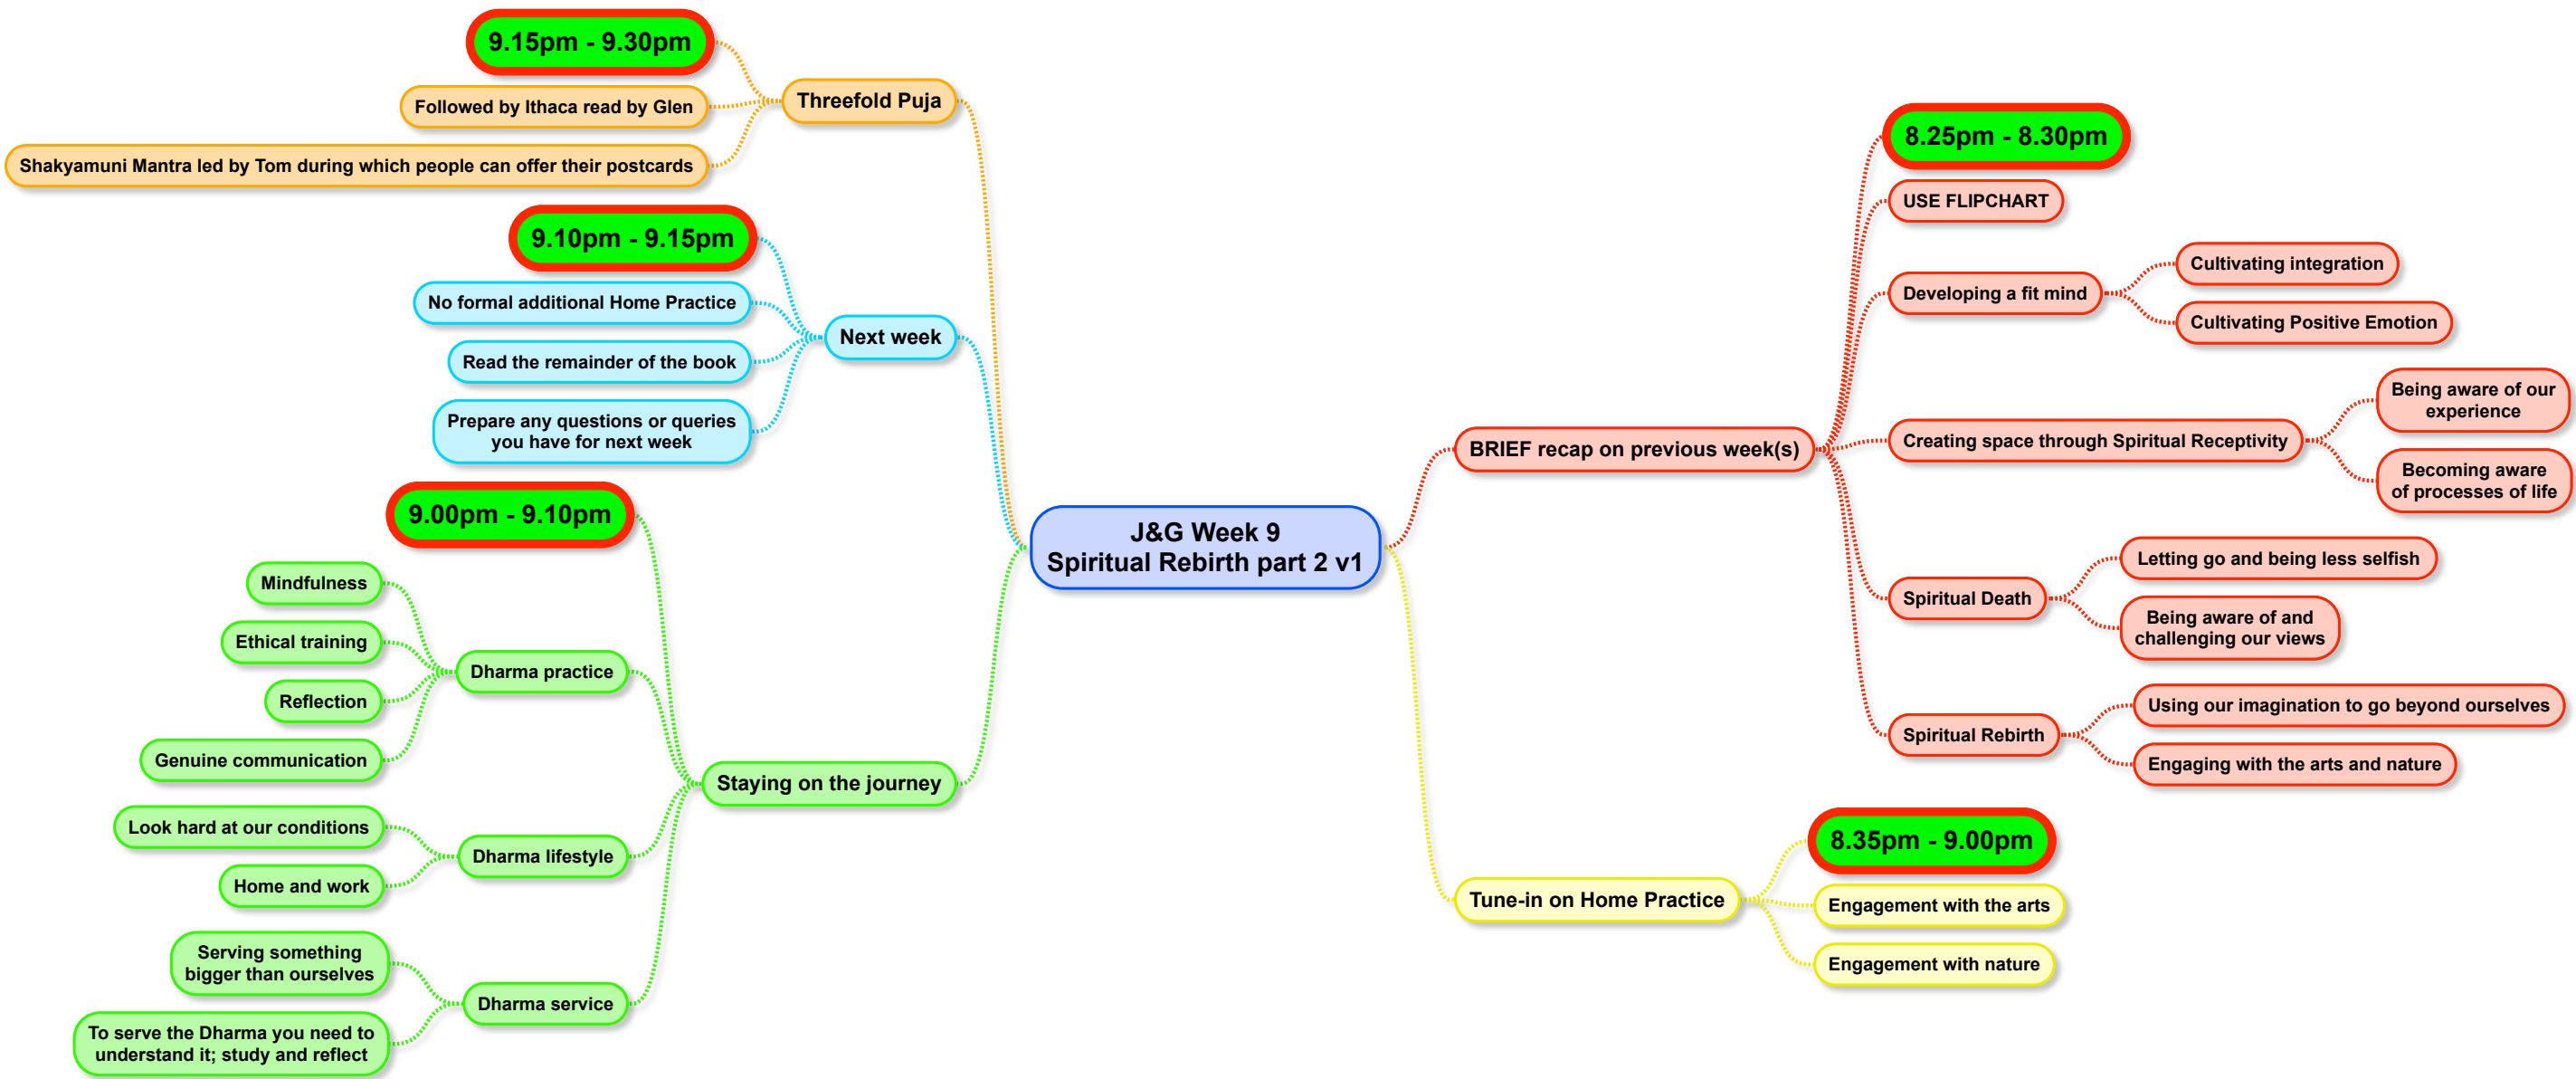 J&G Week 9
Spiritual Rebirth part 2 v1
BRIEF recap on previous week(s)
8.25pm - 8.30pm
USE FLIPCHART
Developing a fit mind
Cultivating integration
Cultivating Positive Emotion
Creating space through Spiritual Receptivity
Being aware of our
experience
Becoming aware
of processes of life
Spiritual Death
Letting go and being less selfish
Being aware of and
challenging our views
Spiritual Rebirth
Using our imagination to go beyond ourselves
Engaging with the arts and nature
Tune-in on Home Practice
8.35pm - 9.00pm
Engagement with the arts
Engagement with nature
Staying on the journey
9.00pm - 9.10pm
Dharma practice
Mindfulness
Ethical training
Reflection
Genuine communication
Dharma lifestyle
Look hard at our conditions
Home and work
Dharma service
Serving something
bigger than ourselves
To serve the Dharma you need to
understand it; study and reflect
Next week
9.10pm - 9.15pm
No formal additional Home Practice
Read the remainder of the book
Prepare any questions or queries
you have for next week
Threefold Puja
9.15pm - 9.30pm
Followed by Ithaca read by Glen
Shakyamuni Mantra led by Tom during which people can offer their postcards